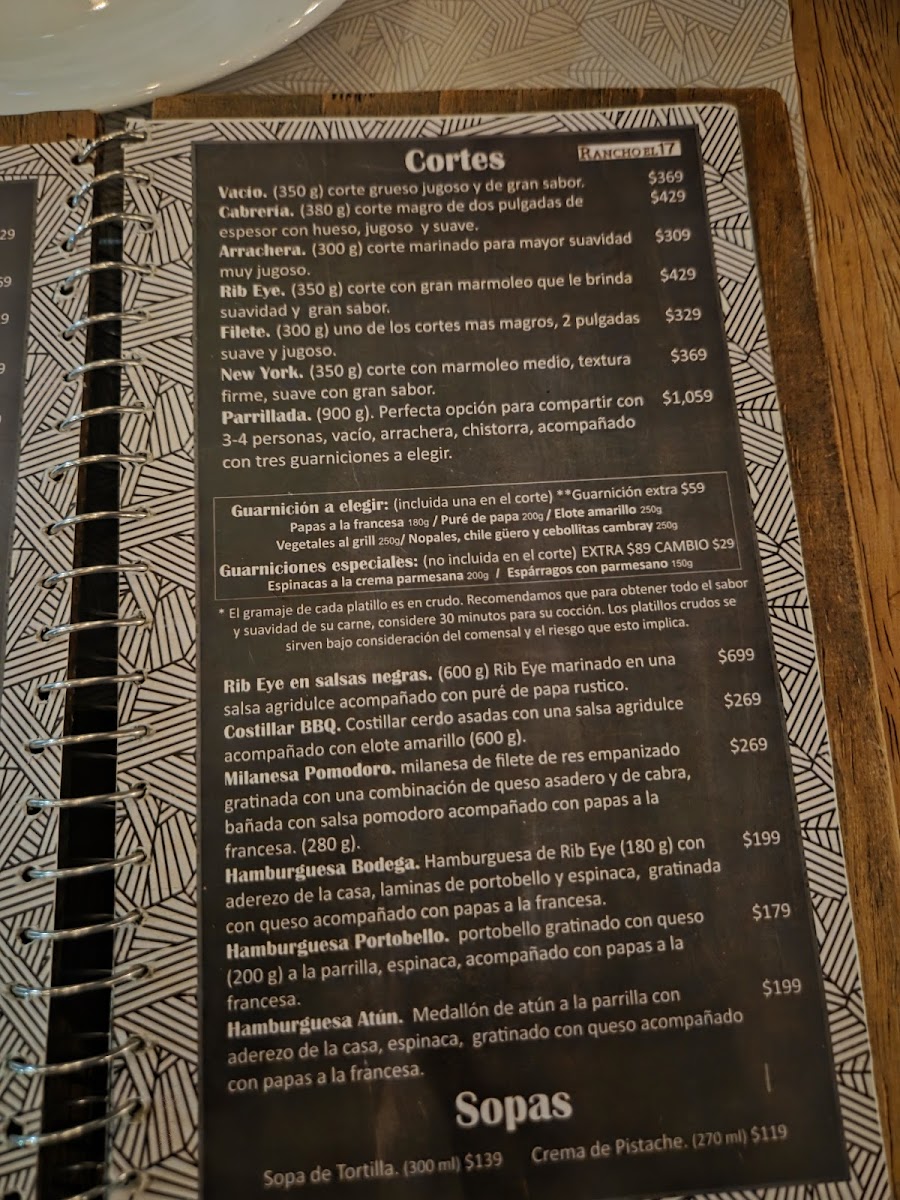 Cortes
RANCHO EL 17
Vacío. (350 g) corte grueso jugoso y de gran sabor. $369
Cabrería. (380 g) corte magro de dos pulgadas de $429
espesor con hueso, jugoso y suave.
Arrachera. (300 g) corte marinado para mayor suavidad $309
muy jugoso.
Rib Eye. (350 g) corte con gran marmoleo que le brinda $429
suavidad y gran sabor.
Filete. (300 g) uno de los cortes mas magros, 2 pulgadas $329
suave y jugoso.
New York. (350 g) corte con marmoleo medio, textura $369
firme, suave con gran sabor.
Parrillada. (900 g). Perfecta opción para compartir con $1,059
3-4 personas, vacío, arrachera, chistorra, acompañado
con tres guarniciones a elegir.
Guarnición a elegir: (incluida una en el corte) **Guarnición extra $59
Papas a la francesa 180g / Puré de papa 200g / Elote amarillo 250g
Vegetales al grill 250g/ Nopales, chile güero y cebollitas cambray 250g
Guarniciones especiales: (no incluida en el corte) EXTRA $89 CAMBIO $29
Espinacas a la crema parmesana 200g / Espárragos con parmesano 150g
* El gramaje de cada platillo es en crudo. Recomendamos que para obtener todo el sabor
y suavidad de su carne, considere 30 minutos para su cocción. Los platillos crudos se
sirven bajo consideración del comensal y el riesgo que esto implica.
Rib Eye en salsas negras. (600 g) Rib Eye marinado en una $699
salsa agridulce acompañado con puré de papa rustico.
Costillar BBQ. Costillar cerdo asadas con una salsa agridulce $269
acompañado con elote amarillo (600 g).
Milanesa Pomodoro. milanesa de filete de res empanizado $269
gratinada con una combinación de queso asadero y de cabra,
bañada con salsa pomodoro acompañado con papas a la
francesa. (280 g).
Hamburguesa Bodega. Hamburguesa de Rib Eye (180 g) con $199
aderezo de la casa, laminas de portobello y espinaca, gratinada
con queso acompañado con papas a la francesa.
Hamburguesa Portobello. portobello gratinado con queso $179
(200 g) a la parrilla, espinaca, acompañado con papas a la
francesa.
Hamburguesa Atún. Medallón de atún a la parrilla con $199
aderezo de la casa, espinaca, gratinado con queso acompañado
con papas a la francesa.
Sopas
Sopa de Tortilla. (300 ml) $139 Crema de Pistache. (270 ml) $119